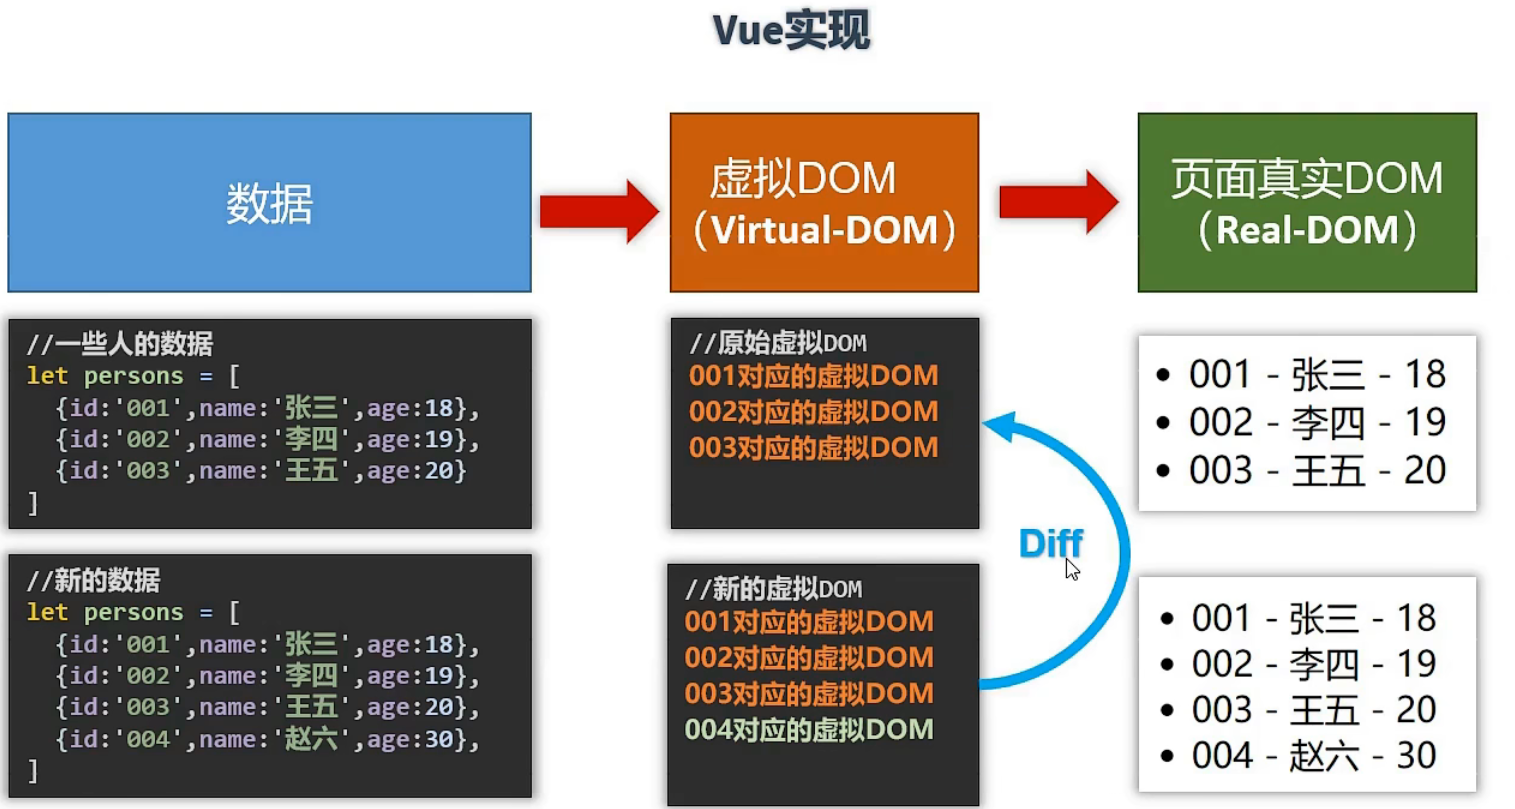 Vue实现
数据
虚拟DOM
（Virtual-DOM）
页面真实DOM
（Real-DOM）
//一些人的数据
let persons = [
  {id:'001',name:'张三',age:18},
  {id:'002',name:'李四',age:19},
  {id:'003',name:'王五',age:20}
]
//原始虚拟DOM
001对应的虚拟DOM
002对应的虚拟DOM
003对应的虚拟DOM
• 001 - 张三 - 18
• 002 - 李四 - 19
• 003 - 王五 - 20
Diff
//新的数据
let persons = [
  {id:'001',name:'张三',age:18},
  {id:'002',name:'李四',age:19},
  {id:'003',name:'王五',age:20},
  {id:'004',name:'赵六',age:30},
]
//新的虚拟DOM
001对应的虚拟DOM
002对应的虚拟DOM
003对应的虚拟DOM
004对应的虚拟DOM
• 001 - 张三 - 18
• 002 - 李四 - 19
• 003 - 王五 - 20
• 004 - 赵六 - 30